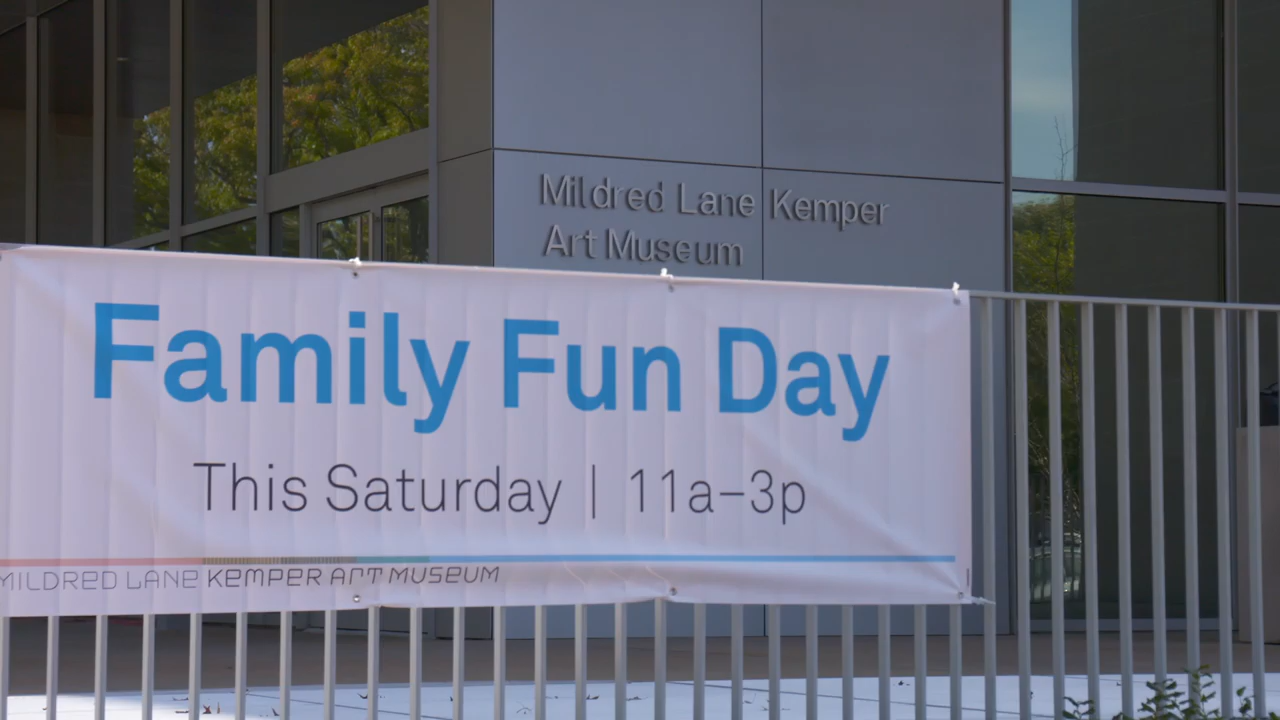 Mildred Lane Kemper
Art Museum
Family Fun Day
This Saturday | 11a–3p
MILDRED LANE KEMPER ART MUSEUM